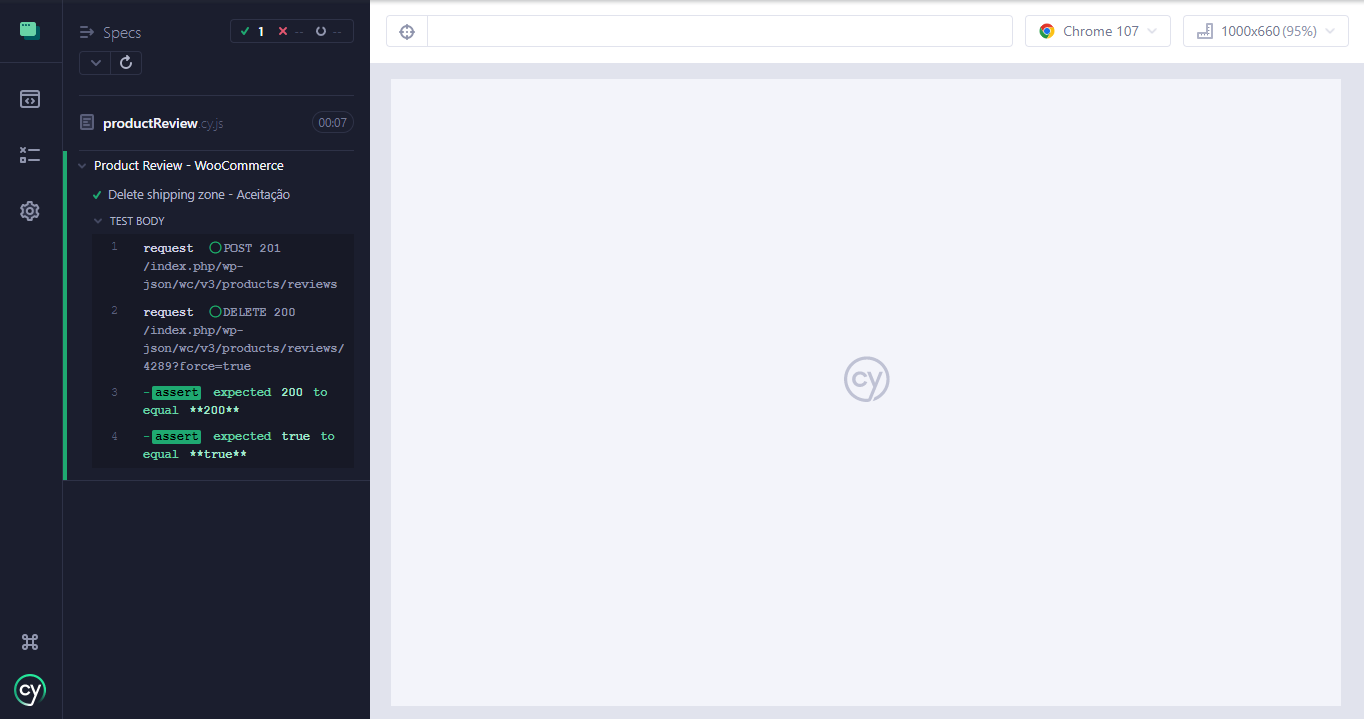 Specs
1 -- --
productReview.cy.js
00:07
Product Review - WooCommerce
Delete shipping zone - Aceitação
TEST BODY
1 request POST 201
/index.php/wp-
json/wc/v3/products/reviews
2 request DELETE 200
/index.php/wp-
json/wc/v3/products/reviews/
4289?force=true
3 -assert expected 200 to
equal **200**
4 -assert expected true to
equal **true**
cy
Chrome 107
1000x660 (95%)
cy